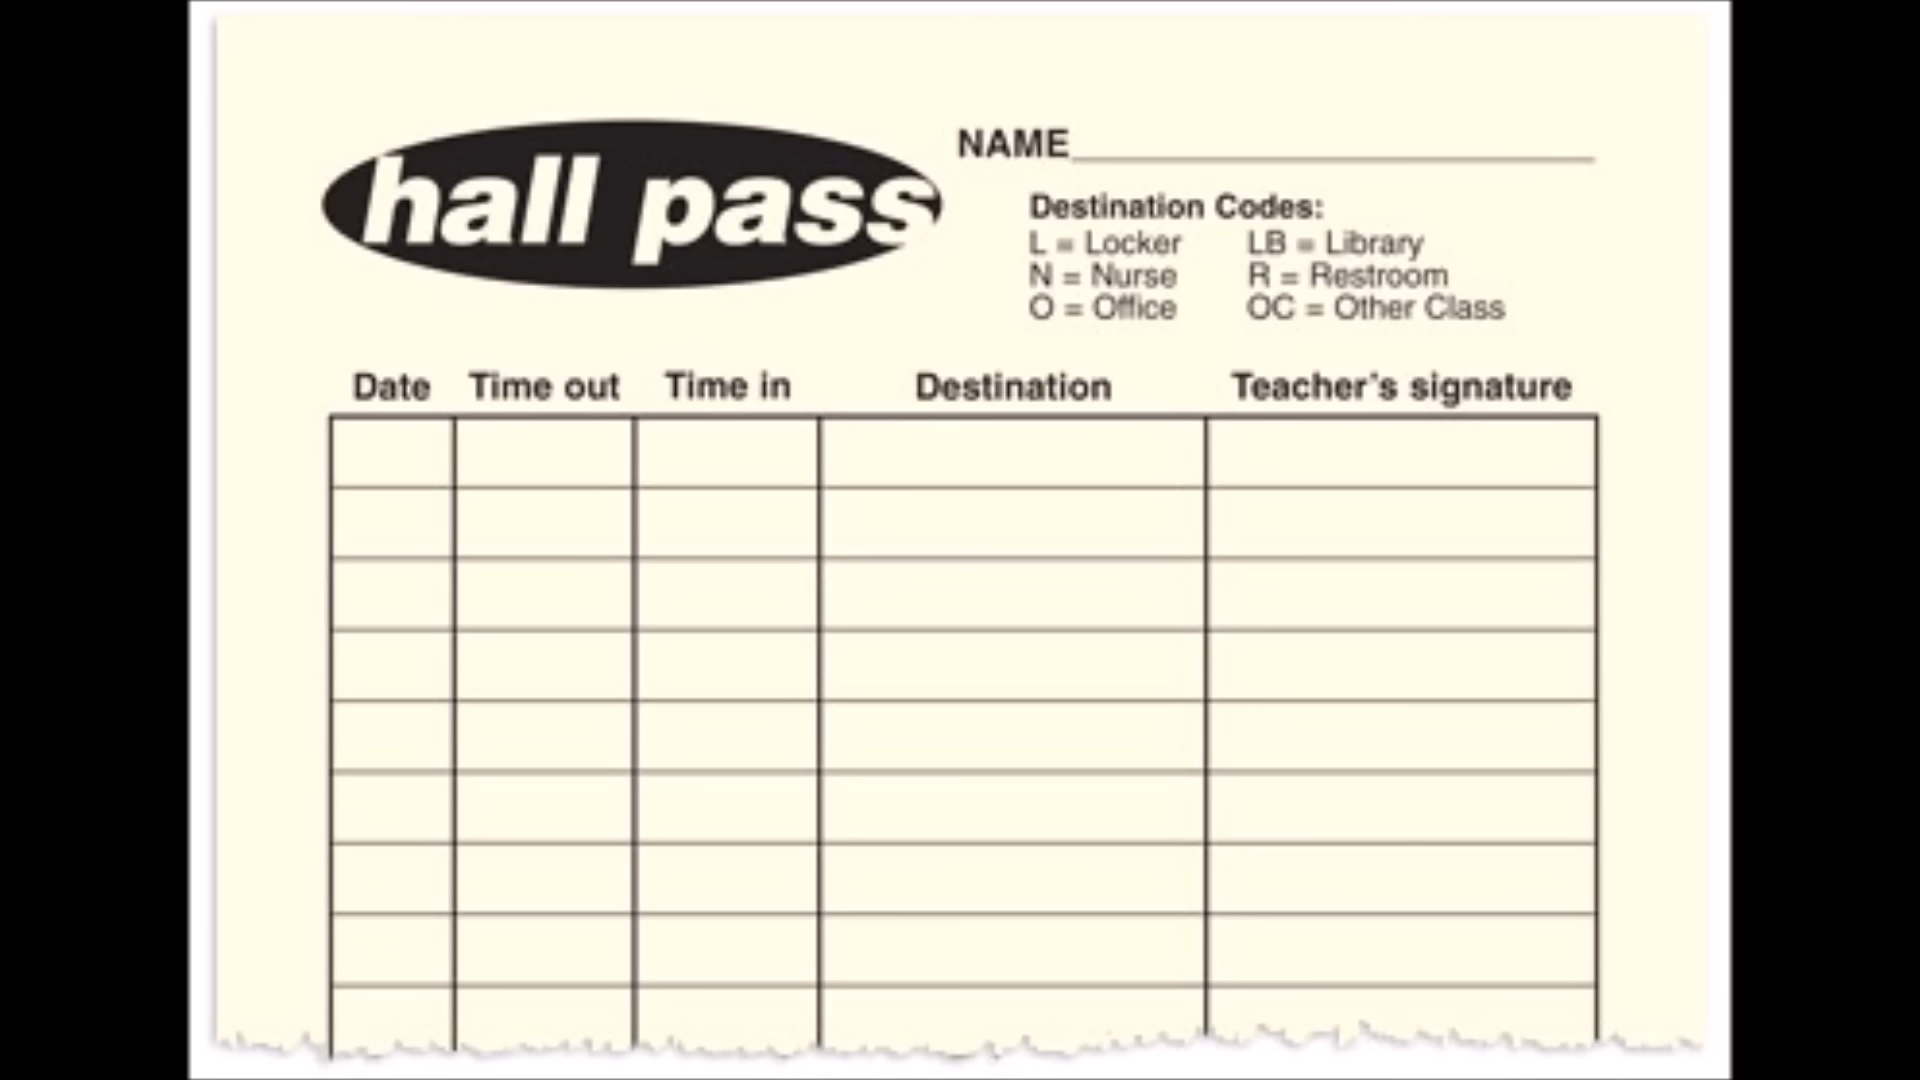 hall pass
NAME
Destination Codes:
L = Locker LB = Library
N = Nurse R = Restroom
O = Office OC = Other Class
Date Time out Time in Destination Teacher's signature